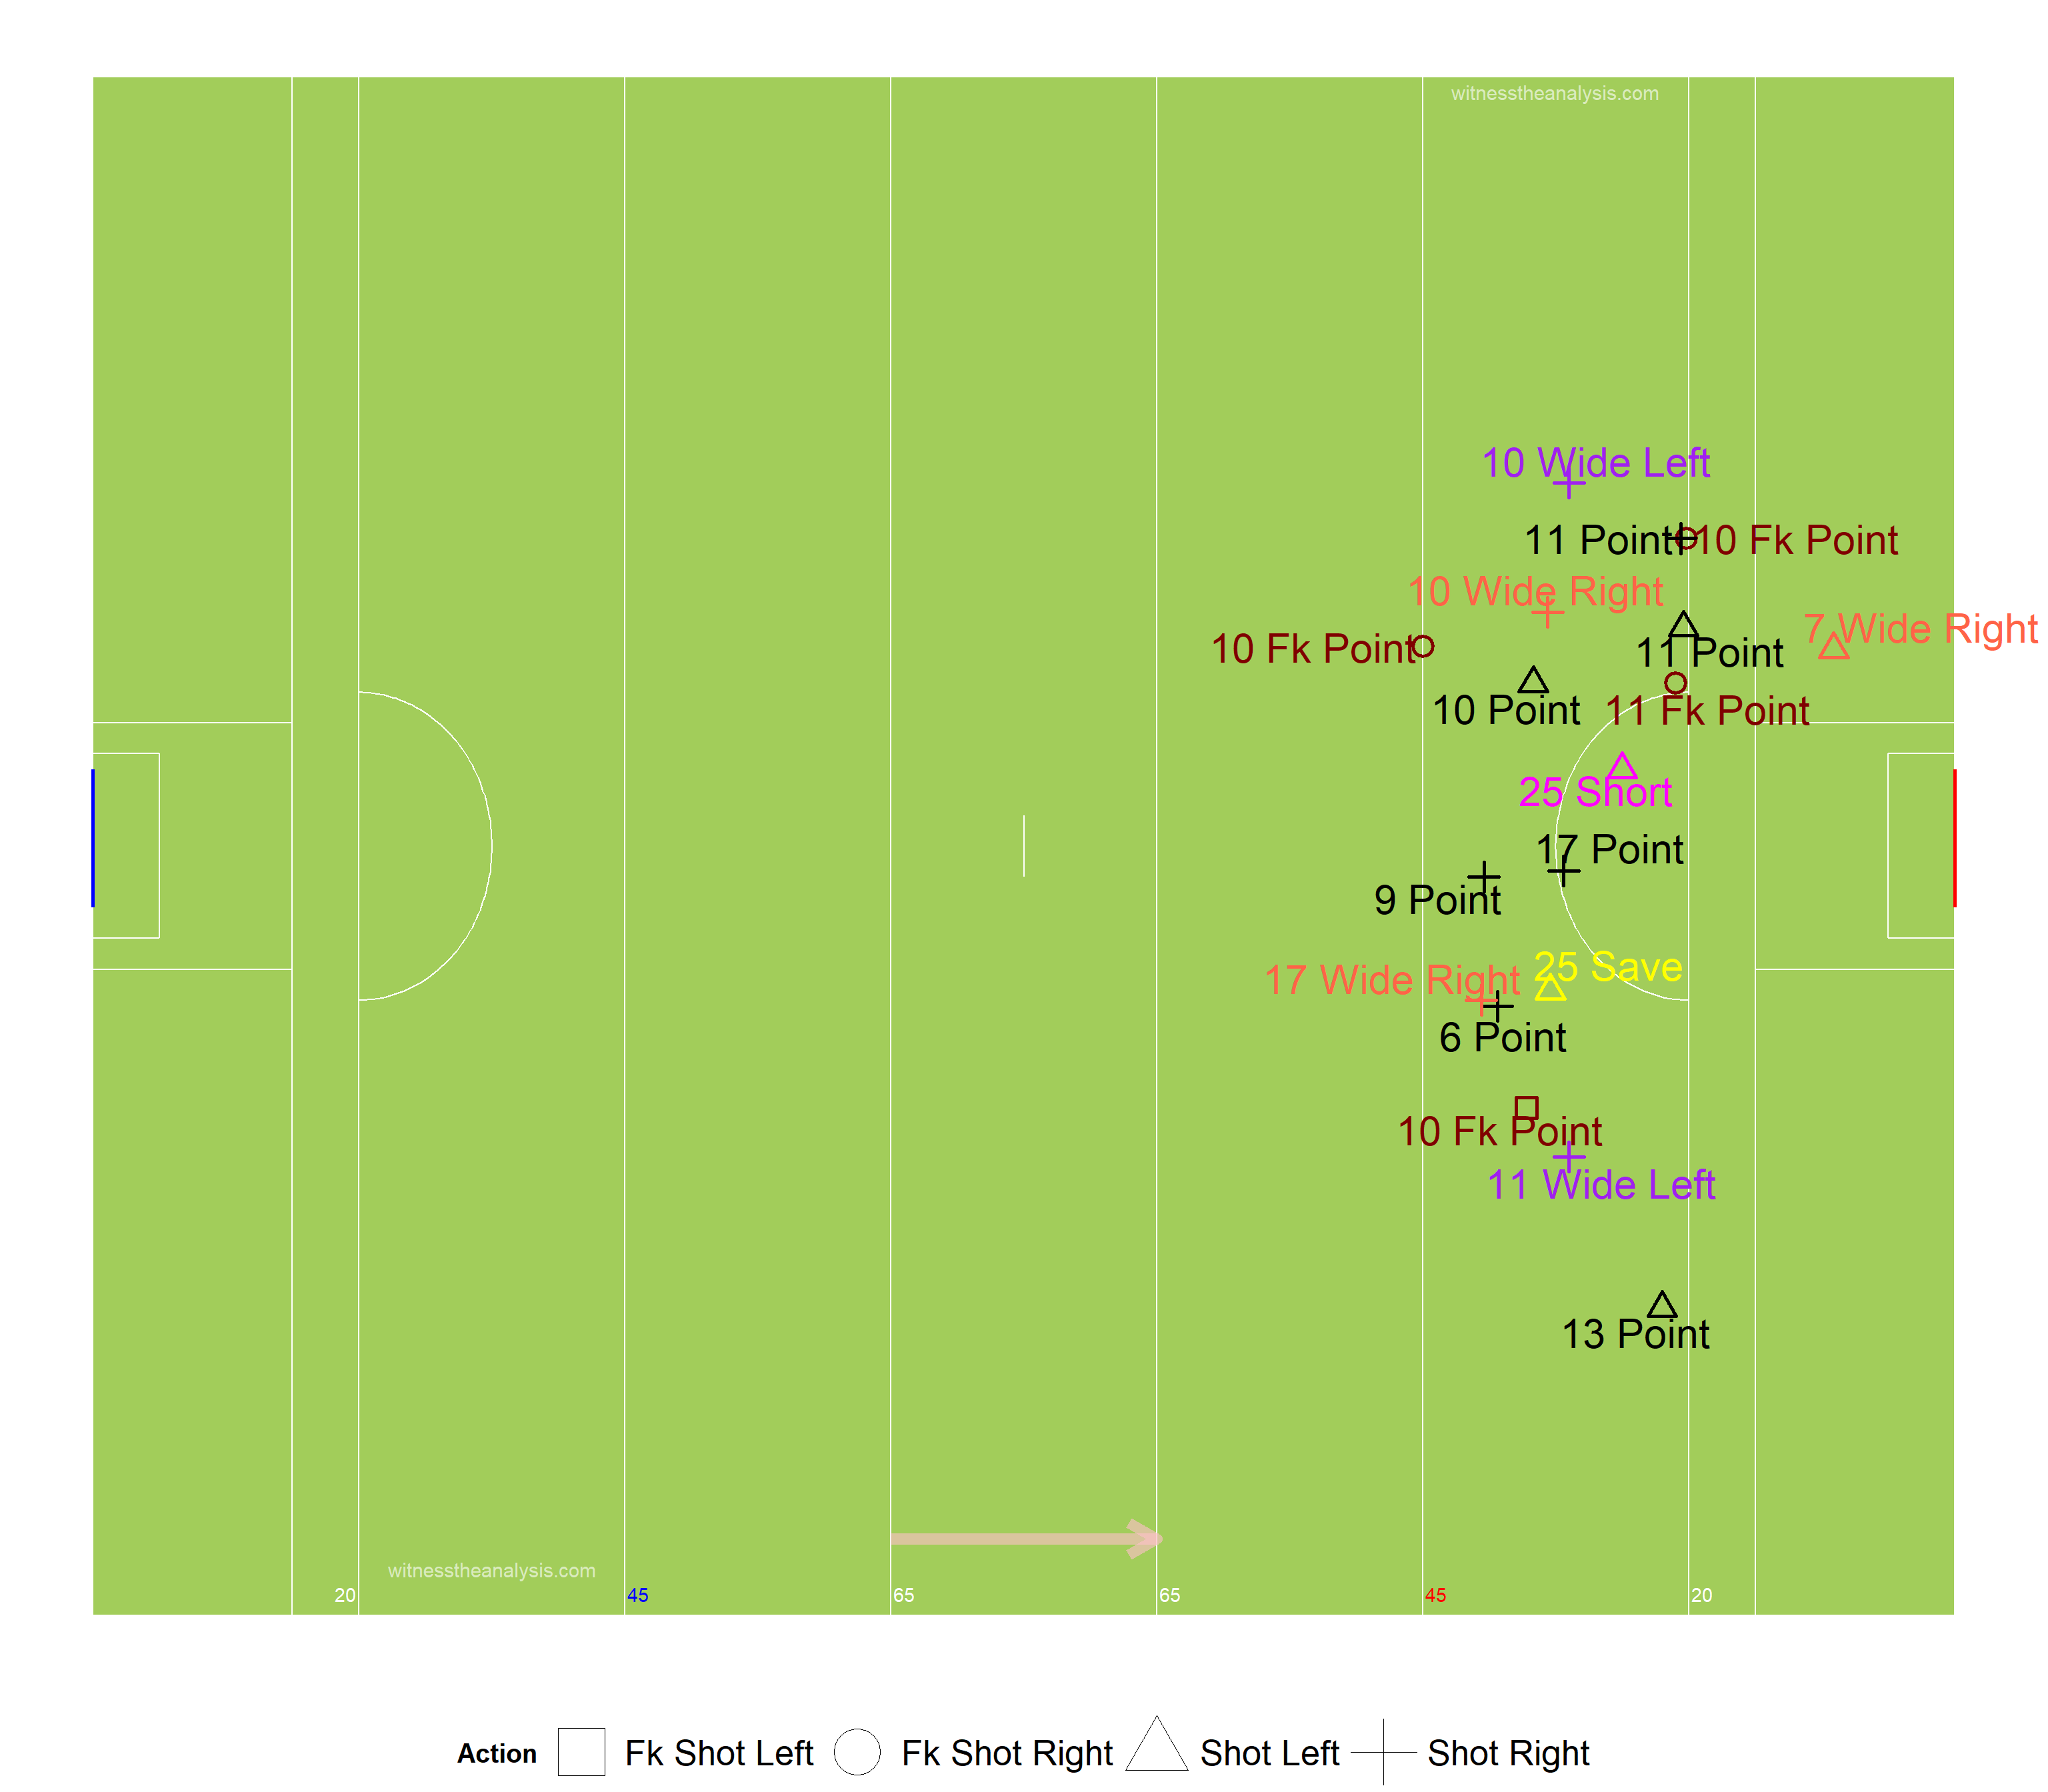 witnesstheanalysis.com
10 Wide Left
11 Point
10 Fk Point
10 Wide Right
7 Wide Right
10 Fk Point
11 Point
10 Point
11 Fk Point
25 Short
17 Point
9 Point
25 Save
17 Wide Right
6 Point
10 Fk Point
11 Wide Left
13 Point
witnesstheanalysis.com
20
45
65
65
45
20
Action Fk Shot Left Fk Shot Right Shot Left Shot Right